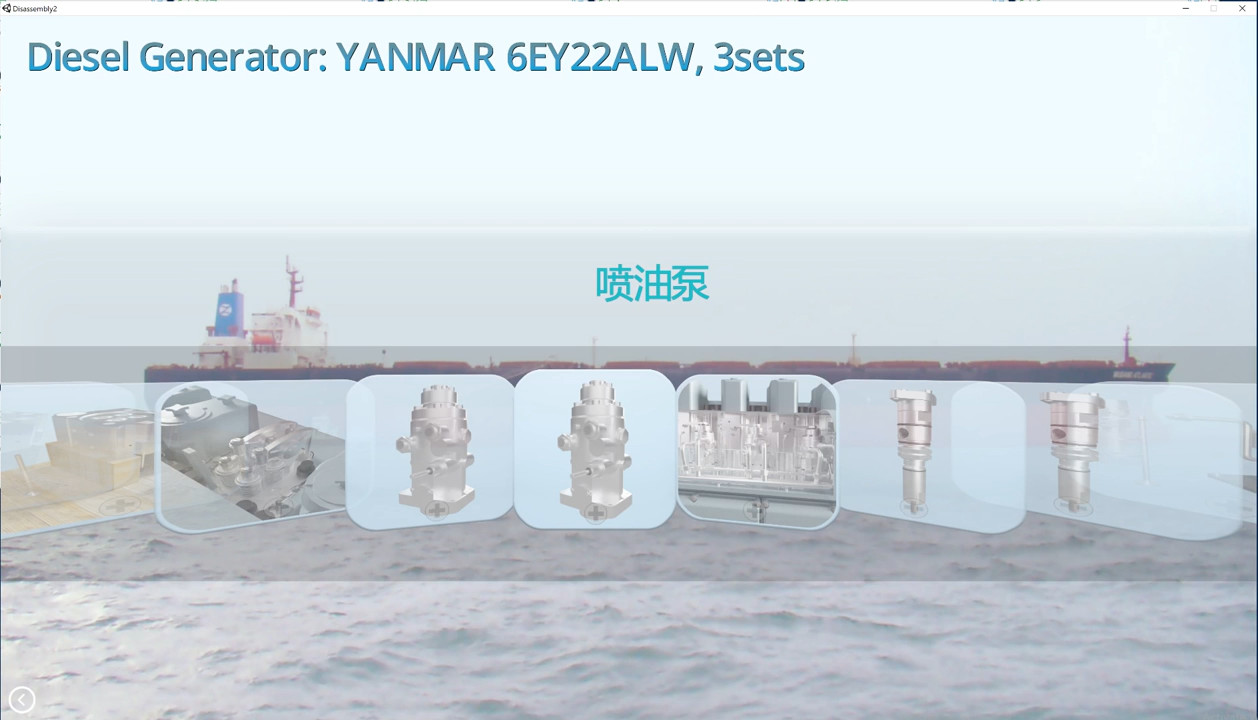 Disassembly2
Diesel Generator: YANMAR 6EY22ALW, 3sets
喷油泵